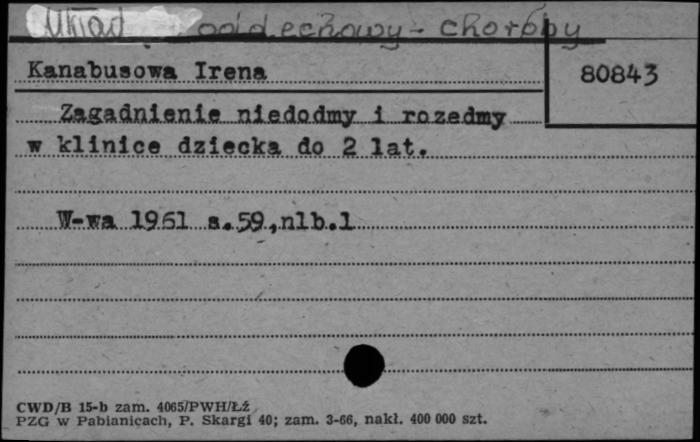 Układ oddechowy - choroby
Kanabusowa Irena
80843
Zagadnienie niedodmy i rozedmy
w klinice dziecka do 2 lat.
W-wa 1961 s.59,nlb.1
CWD/B 15-b zam. 4065/PWH/Łź
PZG w Pabianicach, P. Skargi 40; zam. 3-66, nakł. 400 000 szt.